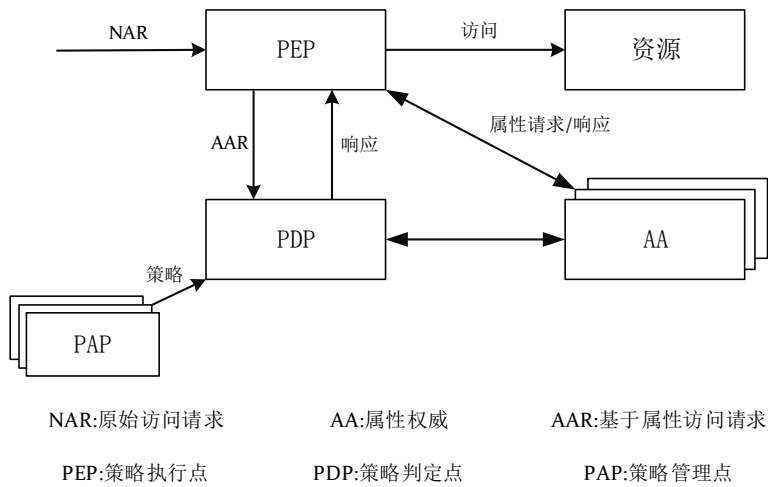 NAR
PEP
访问
资源
AAR
响应
属性请求/响应
PDP
AA
策略
PAP
NAR:原始访问请求
AA:属性权威
AAR:基于属性访问请求
PEP:策略执行点
PDP:策略判定点
PAP:策略管理点